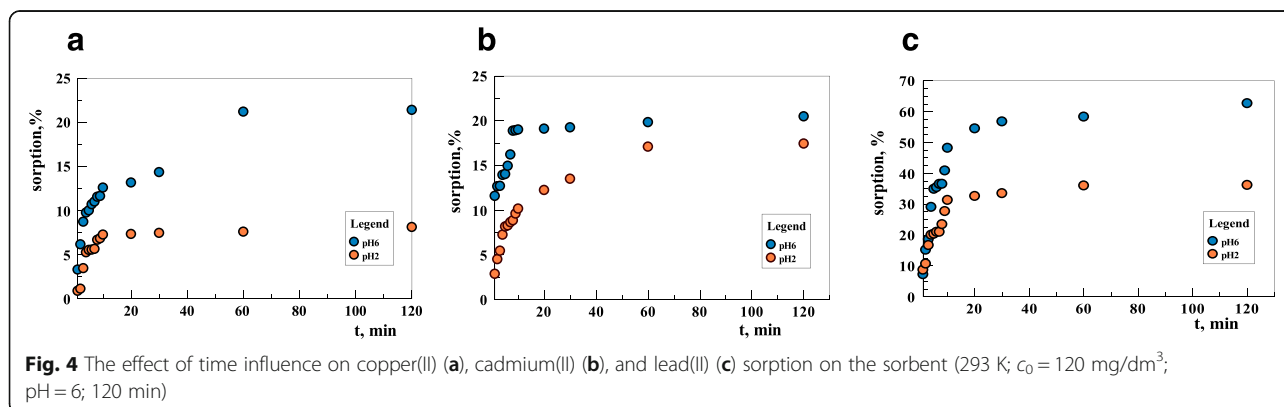 a
25
20
15
10
5
0
sorption,%
20
40
60
80
100
120
t, min
Legend
pH6
pH2
b
25
20
15
10
5
0
sorption,%
20
40
60
80
100
120
t, min
Legend
pH6
pH2
c
70
60
50
40
30
20
10
0
sorption, %
20
40
60
80
100
120
t, min
Legend
pH6
pH2
Fig. 4 The effect of time influence on copper(II) (a), cadmium(II) (b), and lead(II) (c) sorption on the sorbent (293 K; c₀ = 120 mg/dm³;
pH = 6; 120 min)